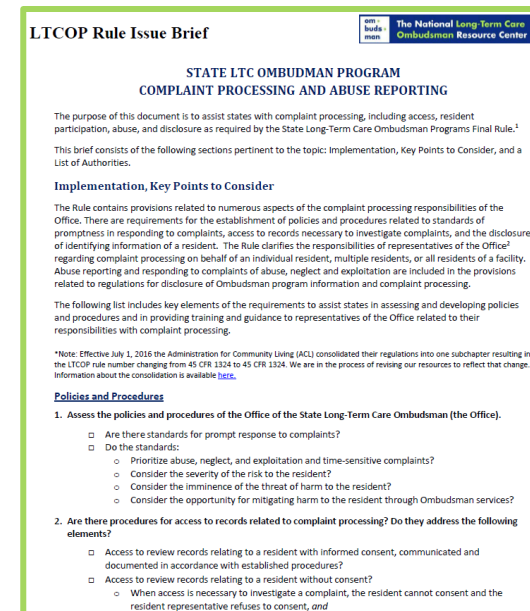 LTCOP Rule Issue Brief
om·
buds·
man
The National Long-Term Care
Ombudsman Resource Center
STATE LTC OMBUDMAN PROGRAM
COMPLAINT PROCESSING AND ABUSE REPORTING
The purpose of this document is to assist states with complaint processing, including access, resident
participation, abuse, and disclosure as required by the State Long-Term Care Ombudsman Programs Final Rule.¹
This brief consists of the following sections pertinent to the topic: Implementation, Key Points to Consider, and a
List of Authorities.
Implementation, Key Points to Consider
The Rule contains provisions related to numerous aspects of the complaint processing responsibilities of the
Office. There are requirements for the establishment of policies and procedures related to standards of
promptness in responding to complaints, access to records necessary to investigate complaints, and the disclosure
of identifying information of a resident. The Rule clarifies the responsibilities of representatives of the Office²
regarding complaint processing on behalf of an individual resident, multiple residents, or all residents of a facility.
Abuse reporting and responding to complaints of abuse, neglect and exploitation are included in the provisions
related to regulations for disclosure of Ombudsman program information and complaint processing.
The following list includes key elements of the requirements to assist states in assessing and developing policies
and procedures and in providing training and guidance to representatives of the Office related to their
responsibilities with complaint processing.
*Note: Effective July 1, 2016 the Administration for Community Living (ACL) consolidated their regulations into one subchapter resulting in
the LTCOP rule number changing from 45 CFR 1324 to 45 CFR 1324. We are in the process of revising our resources to reflect that change.
Information about the consolidation is available here.
Policies and Procedures
1. Assess the policies and procedures of the Office of the State Long-Term Care Ombudsman (the Office).
□ Are there standards for prompt response to complaints?
□ Do the standards:
o Prioritize abuse, neglect, and exploitation and time-sensitive complaints?
o Consider the severity of the risk to the resident?
o Consider the imminence of the threat of harm to the resident?
o Consider the opportunity for mitigating harm to the resident through Ombudsman services?
2. Are there procedures for access to records related to complaint processing? Do they address the following
elements?
□ Access to review records relating to a resident with informed consent, communicated and
documented in accordance with established procedures?
□ Access to review records relating to a resident without consent?
o When access is necessary to investigate a complaint, the resident cannot consent and the
resident representative refuses to consent, and